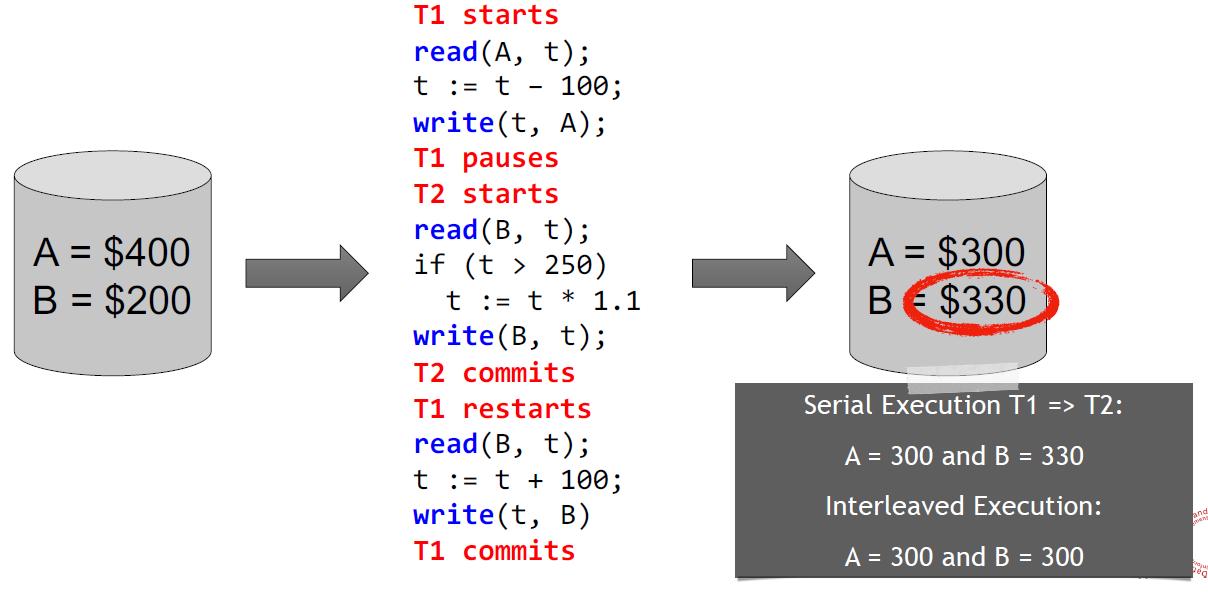 A = $400
B = $200
T1 starts
read(A, t);
t := t – 100;
write(t, A);
T1 pauses
T2 starts
read(B, t);
if (t > 250)
t := t * 1.1
write(B, t);
T2 commits
T1 restarts
read(B, t);
t := t + 100;
write(t, B)
T1 commits
A = $300
B = $330
Serial Execution T1 => T2:
A = 300 and B = 330
Interleaved Execution:
A = 300 and B = 300